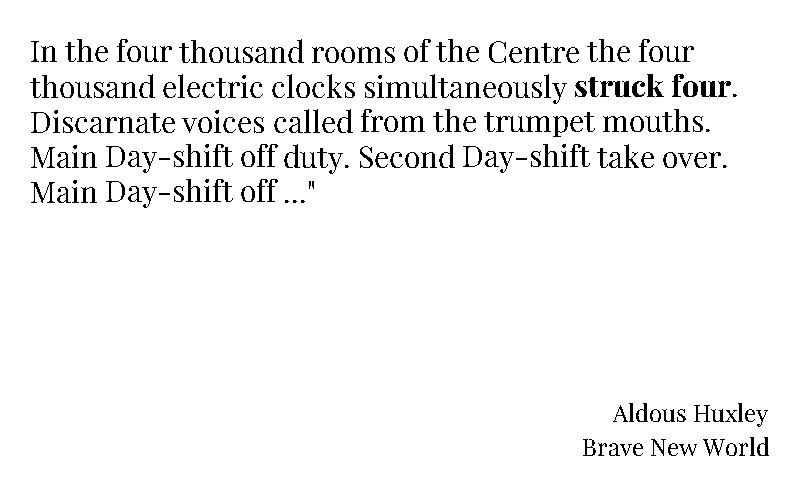 In the four thousand rooms of the Centre the four
thousand electric clocks simultaneously struck four.
Discarnate voices called from the trumpet mouths.
Main Day-shift off duty. Second Day-shift take over.
Main Day-shift off ..."
Aldous Huxley
Brave New World